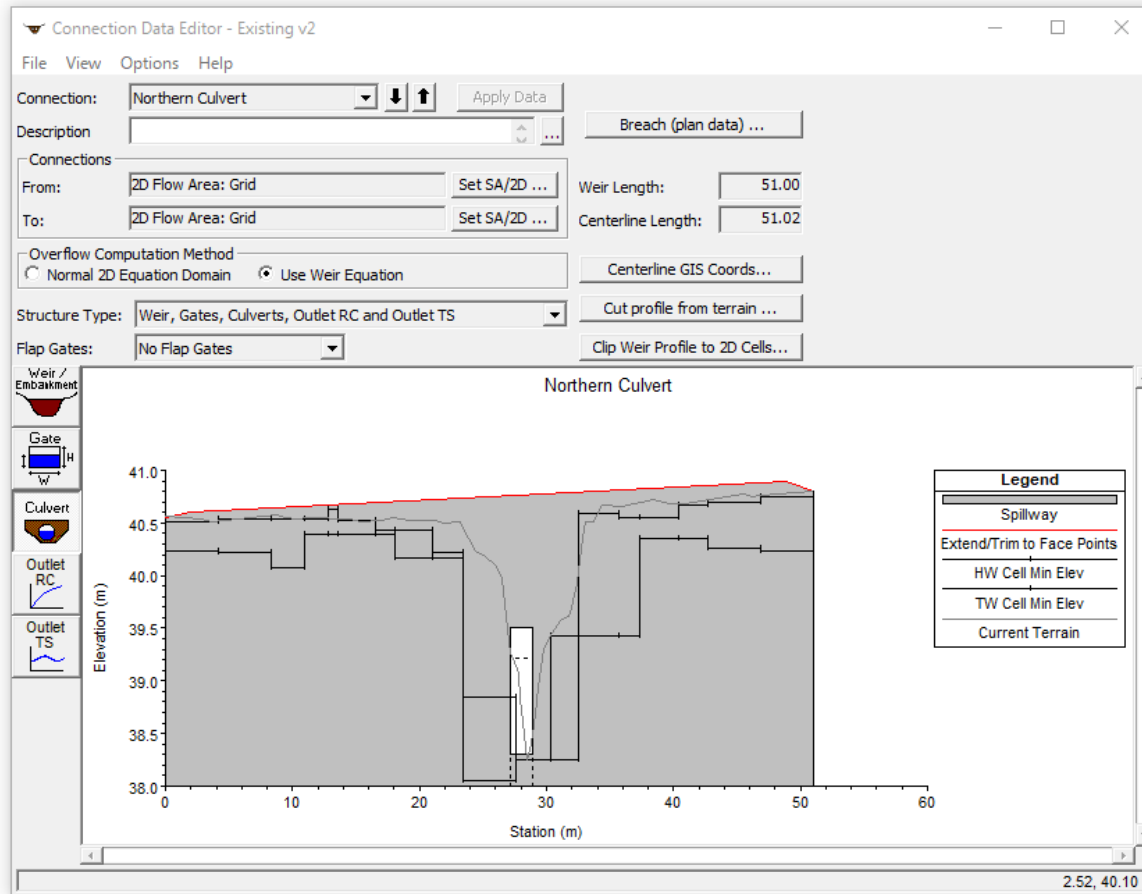 Connection Data Editor - Existing v2
File View Options Help
Connection: Northern Culvert Apply Data
Description ... Breach (plan data) ...
Connections
From: 2D Flow Area: Grid Set SA/2D ... Weir Length: 51.00
To: 2D Flow Area: Grid Set SA/2D ... Centerline Length: 51.02
Overflow Computation Method
Normal 2D Equation Domain Use Weir Equation Centerline GIS Coords...
Structure Type: Weir, Gates, Culverts, Outlet RC and Outlet TS Cut profile from terrain ...
Flap Gates: No Flap Gates Clip Weir Profile to 2D Cells...
Weir /
Embankment
Gate
H
W
Culvert
Outlet
RC
Outlet
TS
Northern Culvert
Elevation (m)
41.0
40.5
40.0
39.5
39.0
38.5
38.0
0 10 20 30 40 50 60
Station (m)
Legend
Spillway
Extend/Trim to Face Points
HW Cell Min Elev
TW Cell Min Elev
Current Terrain
2.52, 40.10